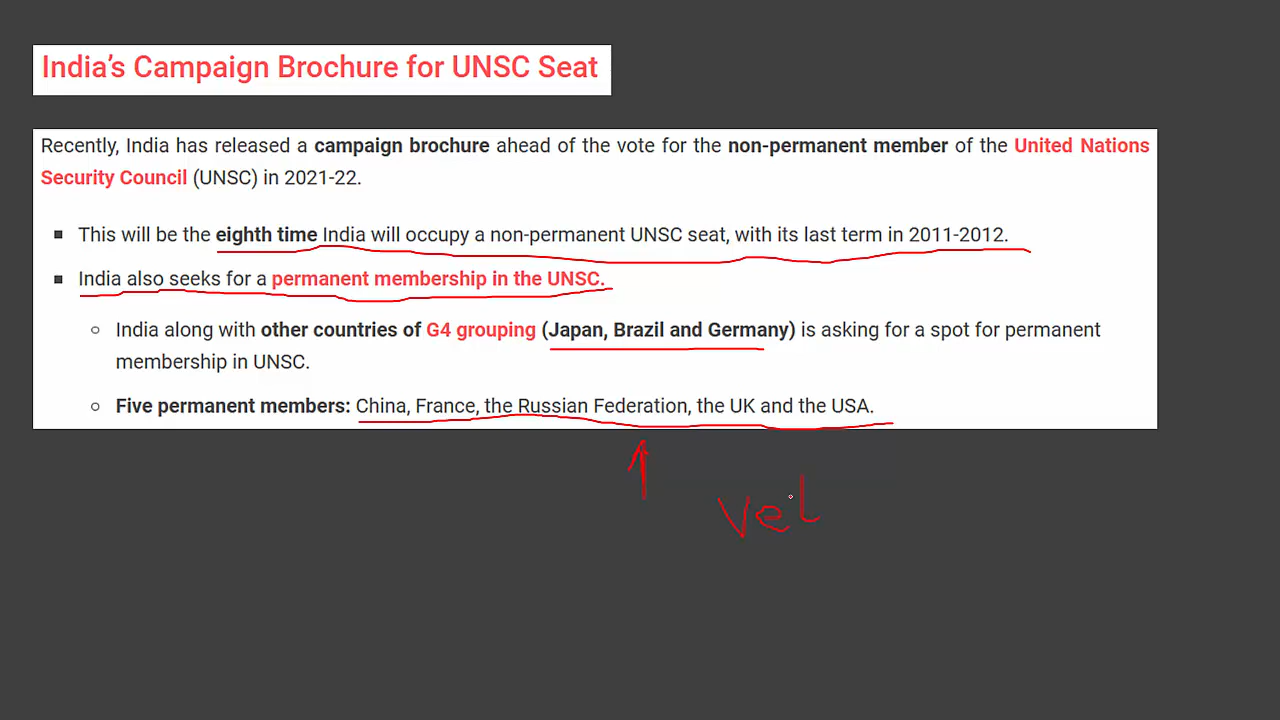 India's Campaign Brochure for UNSC Seat
Recently, India has released a campaign brochure ahead of the vote for the non-permanent member of the United Nations
Security Council (UNSC) in 2021-22.
▪ This will be the eighth time India will occupy a non-permanent UNSC seat, with its last term in 2011-2012.
▪ India also seeks for a permanent membership in the UNSC.
○ India along with other countries of G4 grouping (Japan, Brazil and Germany) is asking for a spot for permanent
membership in UNSC.
○ Five permanent members: China, France, the Russian Federation, the UK and the USA.